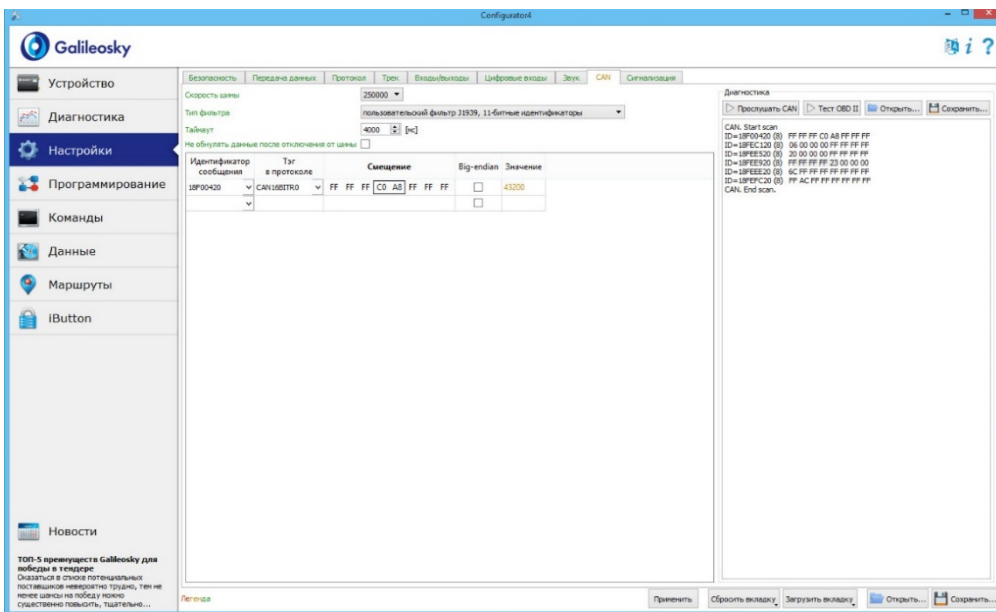 Configurator4
Galileosky
i ?
Устройство
Диагностика
Настройки
Программирование
Команды
Данные
Маршруты
iButton
Новости
ТОП-5 преимуществ Galileosky для
победы в тендере
Оказаться в списке потенциальных
поставщиков невероятно трудно, тем не
менее шансы на победу можно
существенно повысить, тщательно...
Безопасность Передача данных Протокол Трек Входы/выходы Цифровые входы Звук CAN Сигнализация
Скорость шины 250000
Тип фильтра пользовательский фильтр J1939, 11-битные идентификаторы
Таймаут 4000 [мс]
Не обнулять данные после отключения от шины
Идентификатор сообщения Тэг в протоколе Смещение Big-endian Значение
18F00420 CAN16BITR0 FF FF FF C0 A8 FF FF FF 43200
Диагностика
Прослушать CAN Тест OBD II Открыть... Сохранить...
CAN. Start scan
ID=18F00420 (8) FF FF FF C0 A8 FF FF FF
ID=18FEC120 (8) 06 00 00 00 FF FF FF FF
ID=18FEE520 (8) 20 00 00 00 FF FF FF FF
ID=18FEE920 (8) FF FF FF FF 23 00 00 00
ID=18FEEE20 (8) 6C FF FF FF FF FF FF FF
ID=18FEFC20 (8) FF AC FF FF FF FF FF FF
CAN. End scan.
Легенда Применить Сбросить вкладку Загрузить вкладку Открыть... Сохранить...